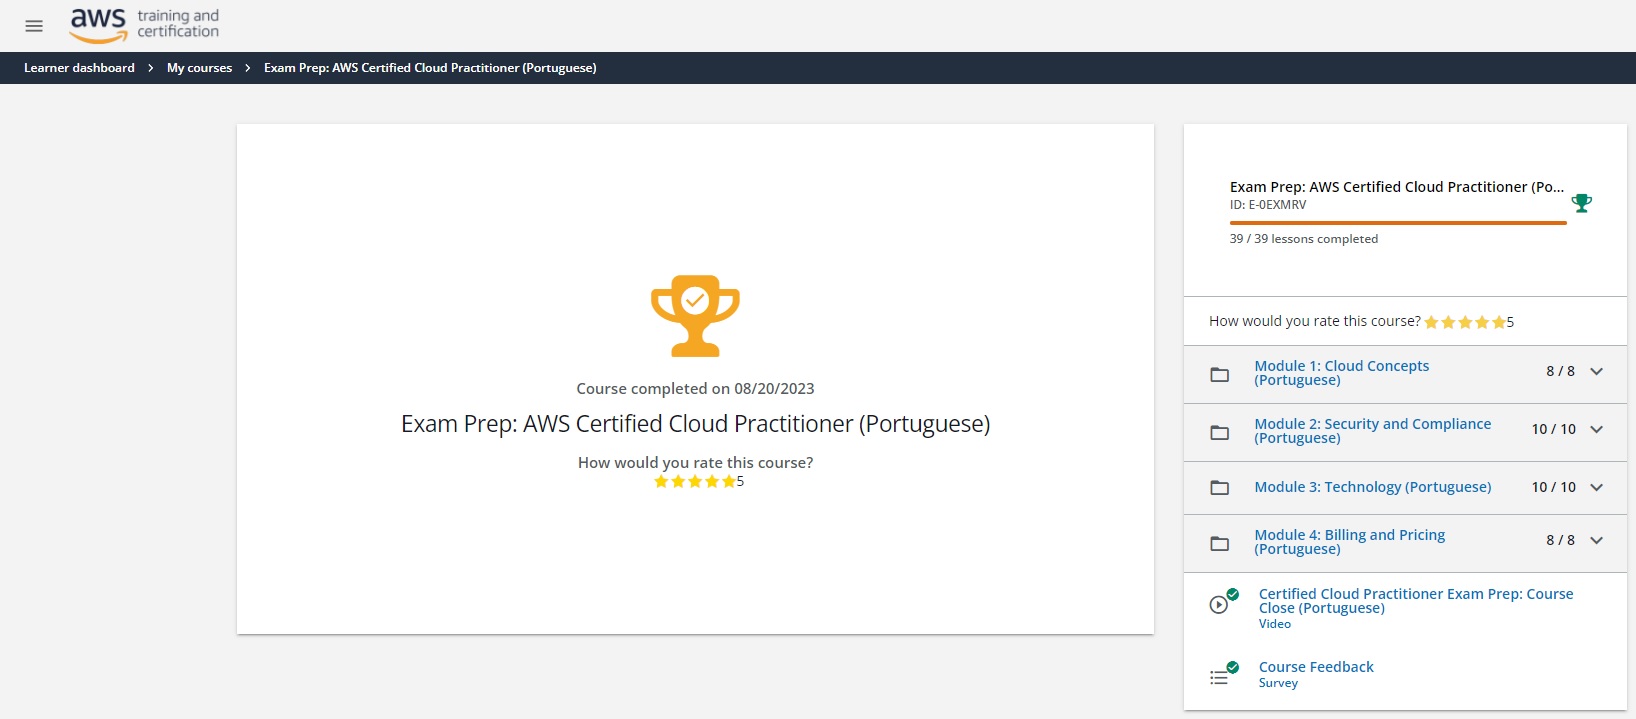 aws training and
certification
Learner dashboard > My courses > Exam Prep: AWS Certified Cloud Practitioner (Portuguese)
Course completed on 08/20/2023
Exam Prep: AWS Certified Cloud Practitioner (Portuguese)
How would you rate this course?
5
Exam Prep: AWS Certified Cloud Practitioner (Po...
ID: E-0EXMRV
39 / 39 lessons completed
How would you rate this course? 5
Module 1: Cloud Concepts
(Portuguese)
8 / 8
Module 2: Security and Compliance
(Portuguese)
10 / 10
Module 3: Technology (Portuguese)
10 / 10
Module 4: Billing and Pricing
(Portuguese)
8 / 8
Certified Cloud Practitioner Exam Prep: Course
Close (Portuguese)
Video
Course Feedback
Survey